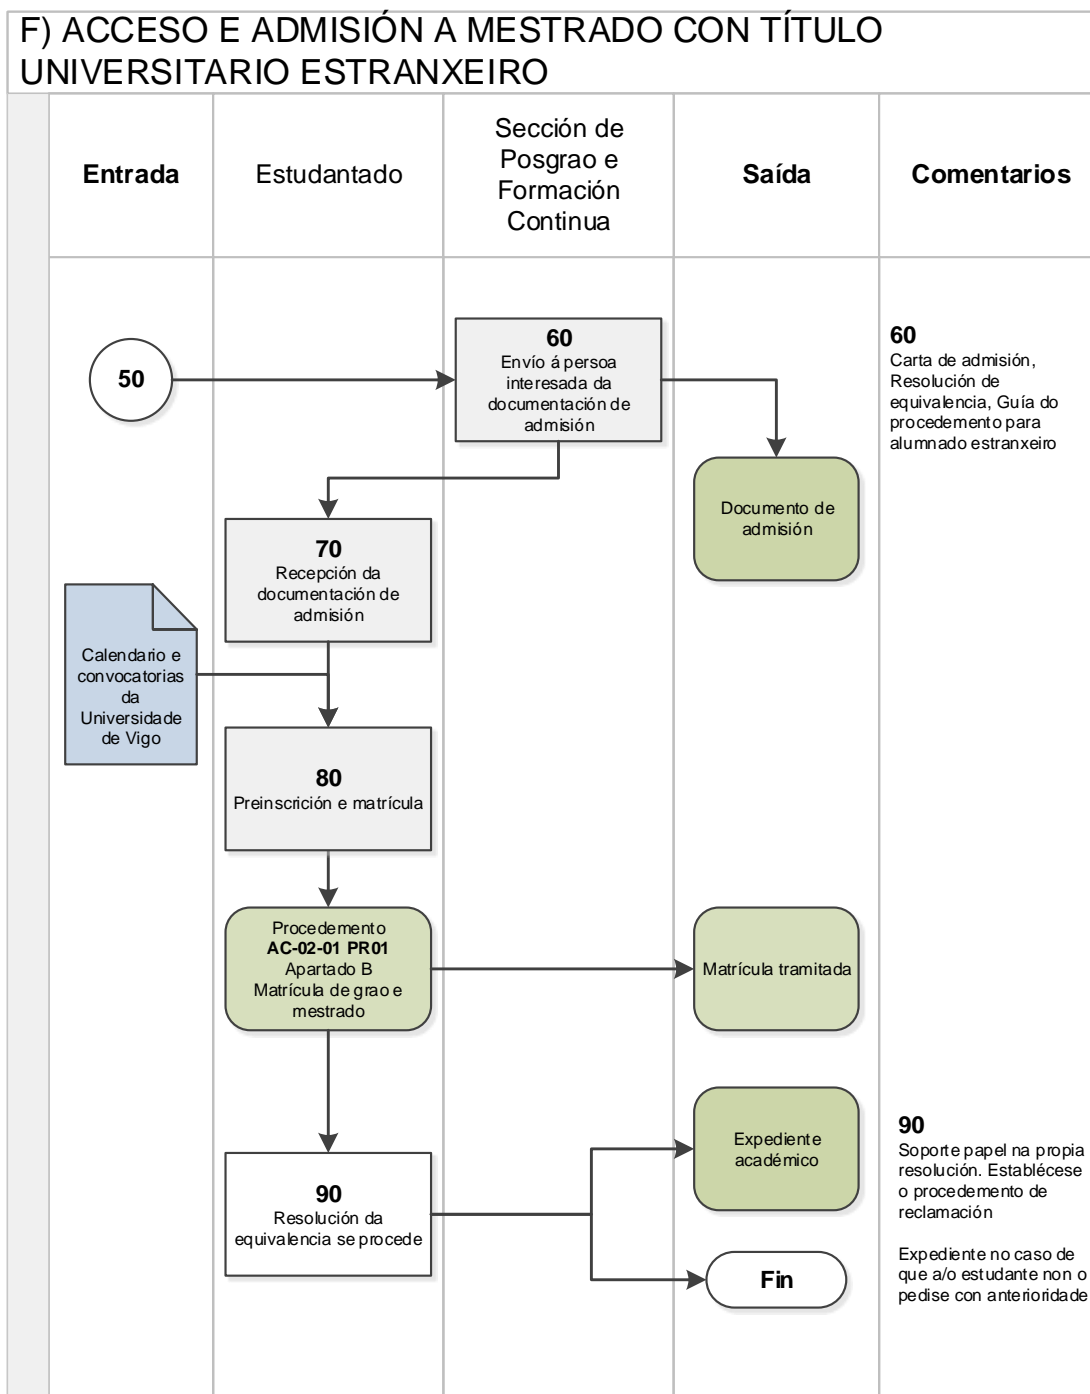 F) ACCESO E ADMISIÓN A MESTRADO CON TÍTULO
UNIVERSITARIO ESTRANXEIRO
Entrada
Estudantado
Sección de
Posgrao e
Formación
Continua
Saída
Comentarios
50
60
Envío á persoa
interesada da
documentación de
admisión
60
Carta de admisión,
Resolución de
equivalencia, Guía do
procedemento para
alumnado estranxeiro
Documento de
admisión
70
Recepción da
documentación de
admisión
Calendario e
convocatorias
da
Universidade
de Vigo
80
Preinscrición e matrícula
Procedemento
AC-02-01 PR01
Apartado B
Matrícula de grao e
mestrado
Matrícula tramitada
90
Resolución da
equivalencia se procede
Expediente
académico
Fin
90
Soporte papel na propia
resolución. Establécese
o procedemento de
reclamación
Expediente no caso de
que a/o estudante non o
pedise con anterioridade